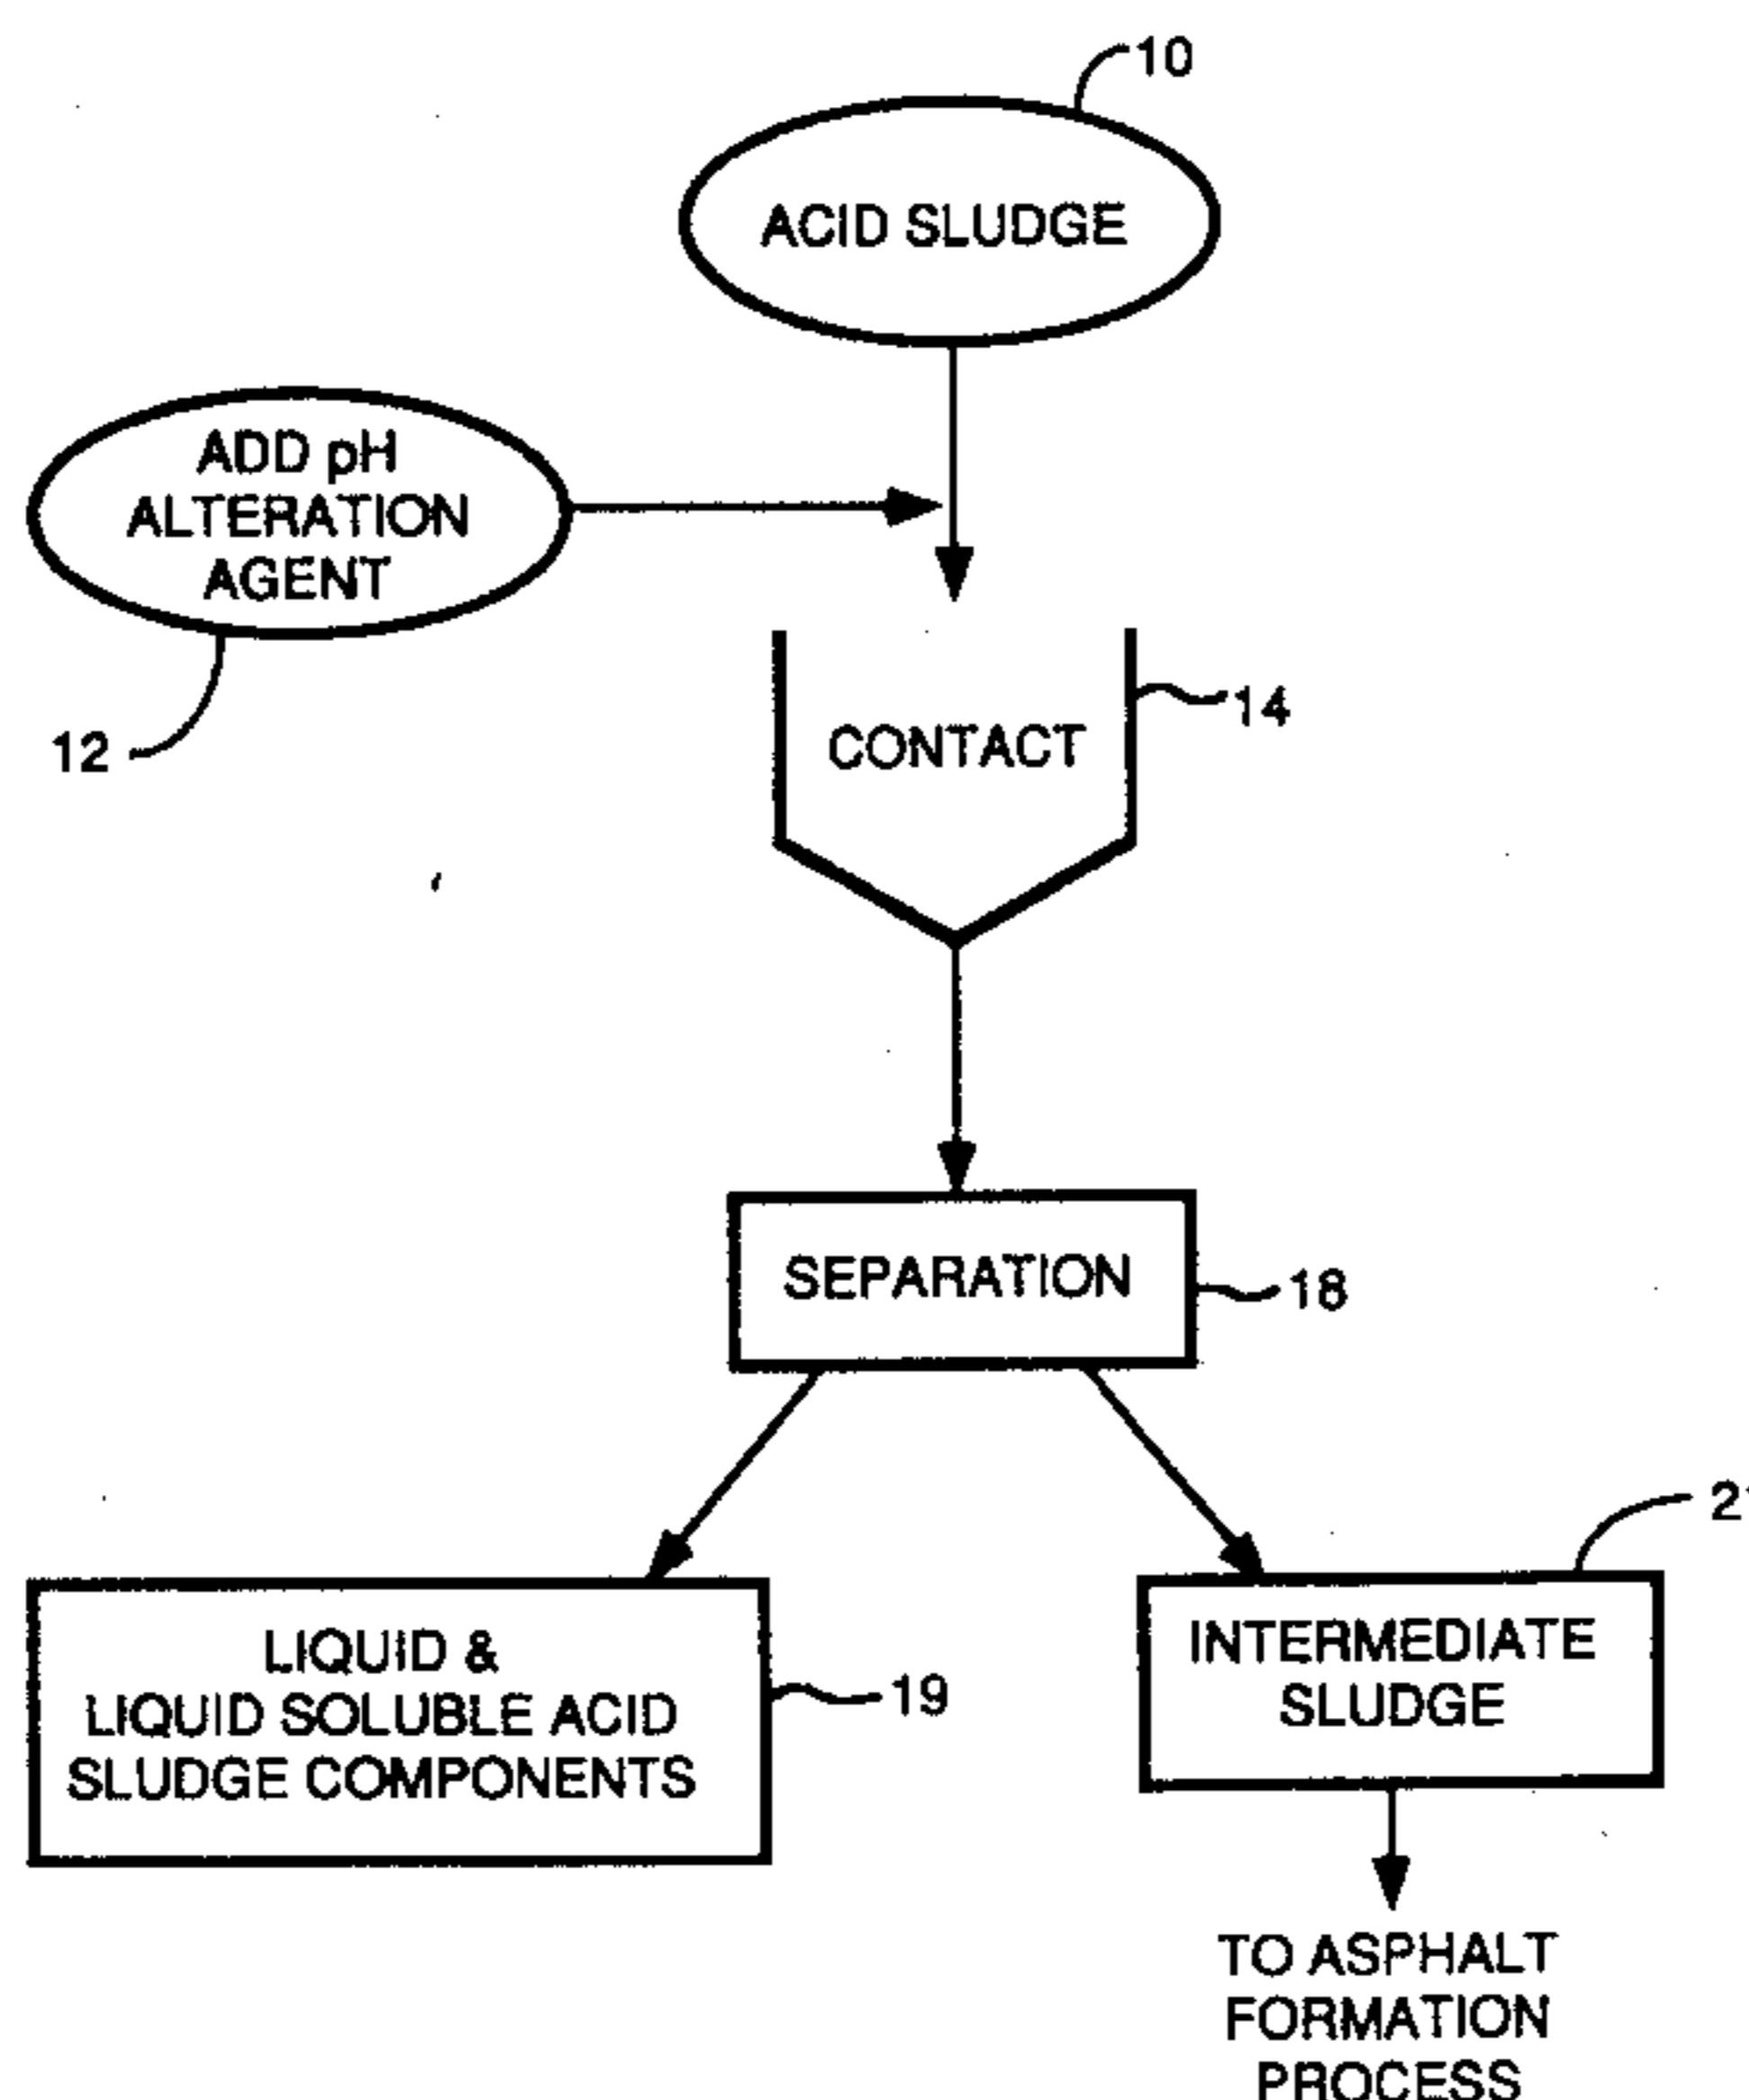 10
ACID SLUDGE
ADD pH
ALTERATION
AGENT
12
14
CONTACT
SEPARATION
18
LIQUID &
LIQUID SOLUBLE ACID
SLUDGE COMPONENTS
19
INTERMEDIATE
SLUDGE
TO ASPHALT
FORMATION
PROCESS